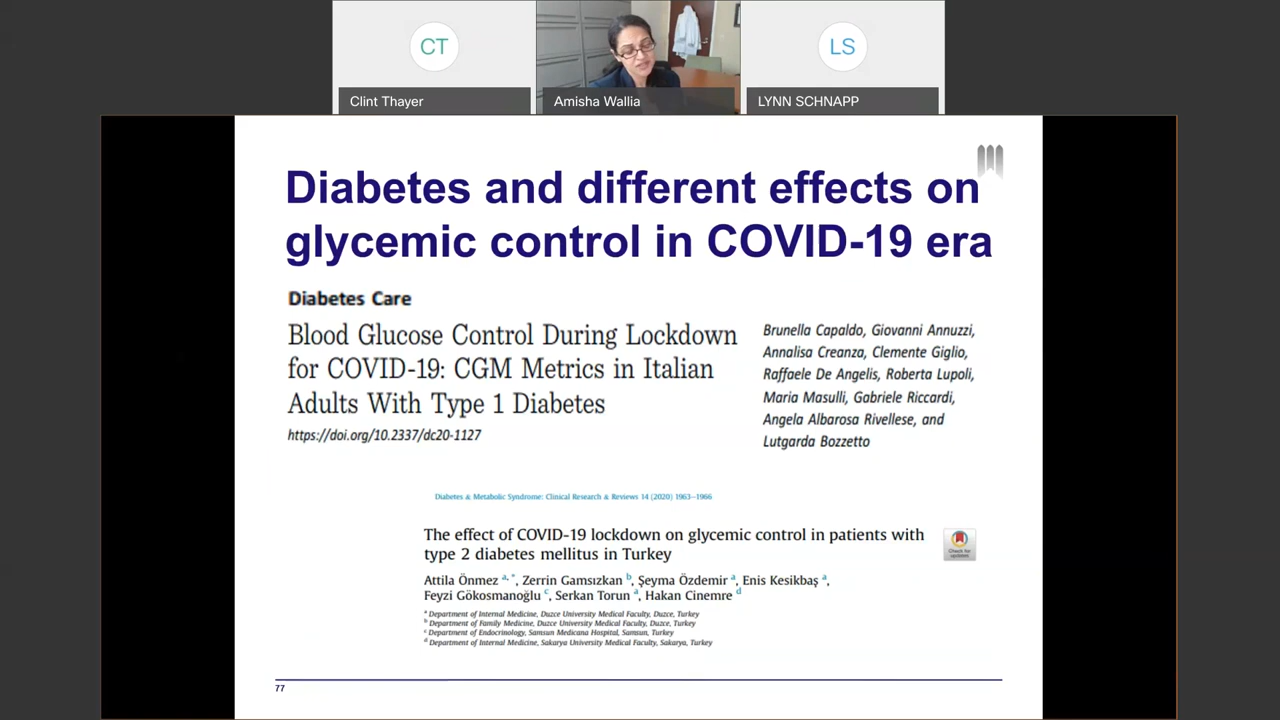 CT
LS
Clint Thayer
Amisha Wallia
LYNN SCHNAPP
Diabetes and different effects on
glycemic control in COVID-19 era
Diabetes Care
Blood Glucose Control During Lockdown
for COVID-19: CGM Metrics in Italian
Adults With Type 1 Diabetes
https://doi.org/10.2337/dc20-1127
Brunella Capaldo, Giovanni Annuzzi,
Annalisa Creanza, Clemente Giglio,
Raffaele De Angelis, Roberta Lupoli,
Maria Masulli, Gabriele Riccardi,
Angela Albarosa Rivellese, and
Lutgarda Bozzetto
Diabetes & Metabolic Syndrome: Clinical Research & Reviews 14 (2020) 1963–1966
The effect of COVID-19 lockdown on glycemic control in patients with
type 2 diabetes mellitus in Turkey
Check for
updates
Attila Önmez a, *, Zerrin Gamsızkan b, Şeyma Özdemir a, Enis Kesikbaş a,
Feyzi Gökosmanoğlu c, Serkan Torun a, Hakan Cinemre d
a Department of Internal Medicine, Duzce University Medical Faculty, Duzce, Turkey
b Department of Family Medicine, Duzce University Medical Faculty, Duzce, Turkey
c Department of Endocrinology, Samsun Medicana Hospital, Samsun, Turkey
d Department of Internal Medicine, Sakarya University Medical Faculty, Sakarya, Turkey
77